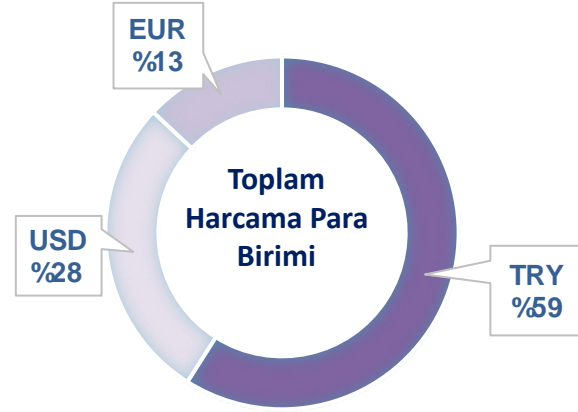 EUR
%13
Toplam
Harcama Para
Birimi
USD
%28
TRY
%59